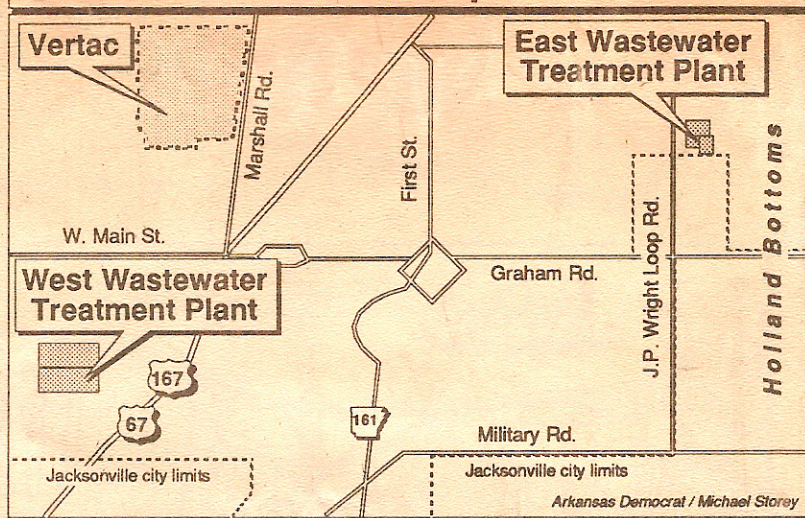 Vertac
East Wastewater
Treatment Plant
Marshall Rd.
First St.
Holland Bottoms
W. Main St.
J.P. Wright Loop Rd.
Graham Rd.
West Wastewater
Treatment Plant
167
67
161
Military Rd.
Jacksonville city limits
Jacksonville city limits
Arkansas Democrat / Michael Storey